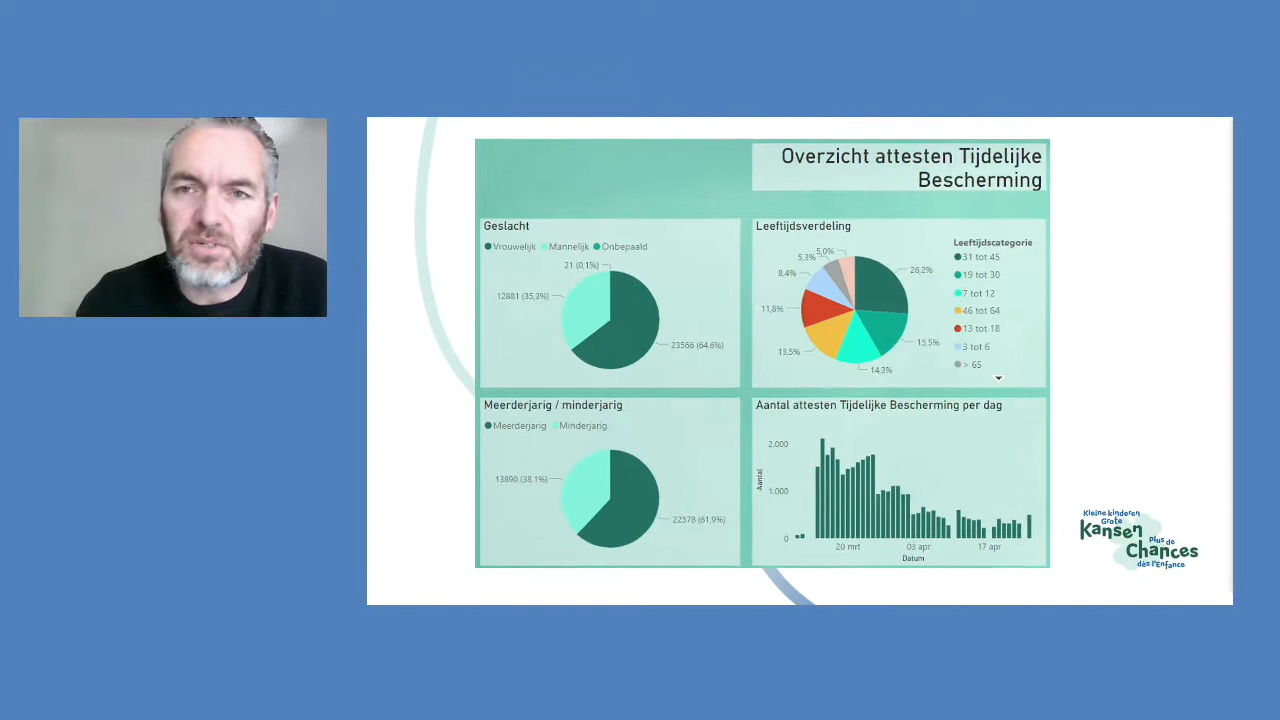 Overzicht attesten Tijdelijke
Bescherming
Geslacht
Vrouwelijk Mannelijk Onbepaald
21 (0,1%)
12881 (35,3%)
23566 (64,6%)
Leeftijdsverdeling
Leeftijdscategorie
31 tot 45
19 tot 30
7 tot 12
46 tot 64
13 tot 18
3 tot 6
> 65
5,0%
5,3%
8,4%
26,2%
11,8%
15,5%
13,5%
14,3%
Meerderjarig / minderjarig
Meerderjarig Minderjarig
13890 (38,1%)
22578 (61,9%)
Aantal attesten Tijdelijke Bescherming per dag
2.000
1.000
0
Aantal
20 mrt 03 apr. 17 apr.
Datum
Kleine kinderen
Grote
Kansen
Plus de
Chances
dès l'Enfance